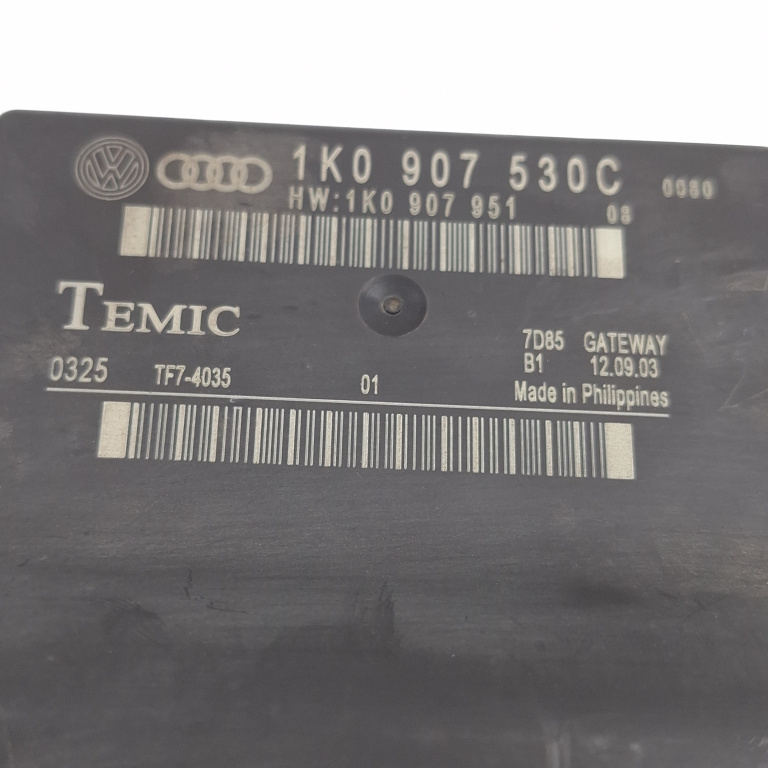 1K0 907 530C 0080
HW:1K0 907 951 08
TEMIC
7D85 GATEWAY
B1 12.09.03
0325 TF7-4035 01
Made in Philippines